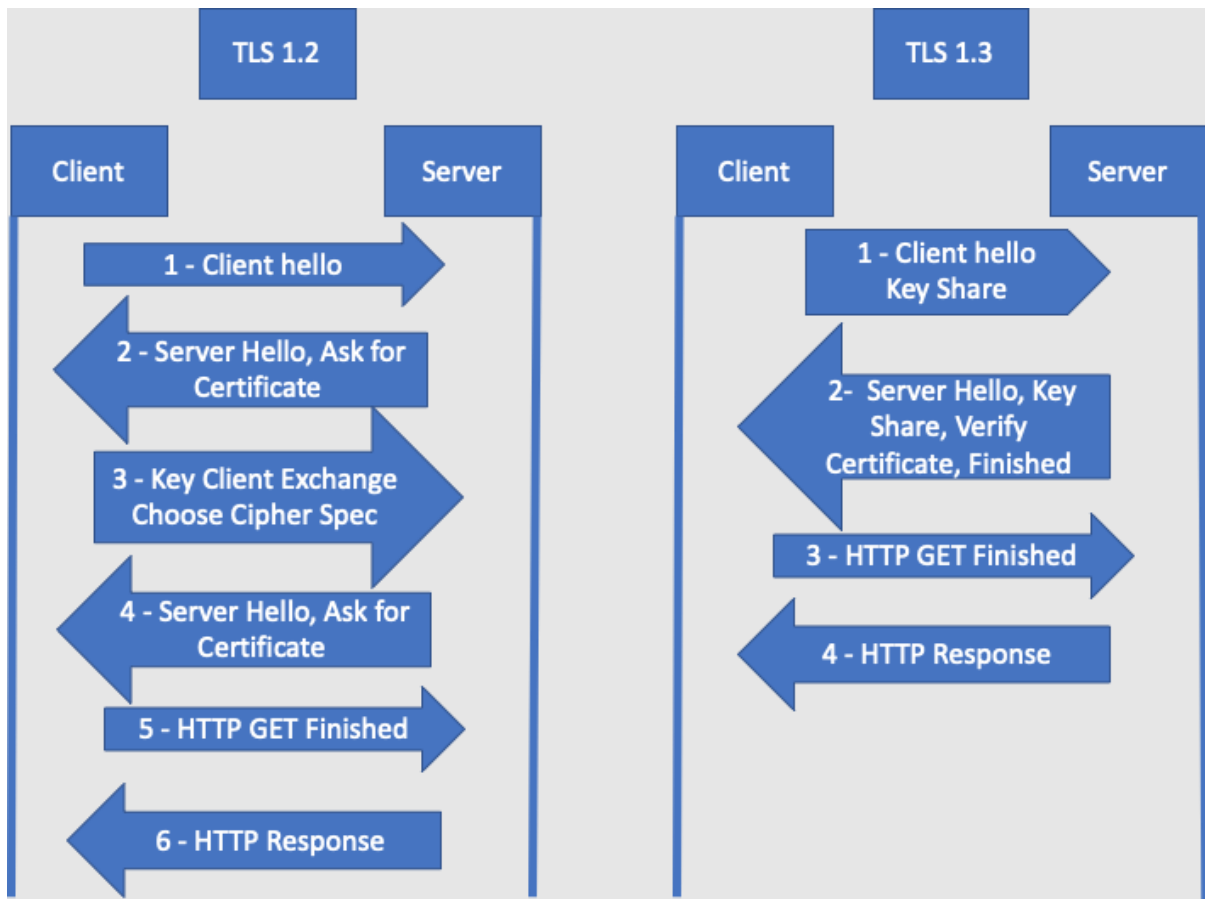 TLS 1.2
Client
Server
1 - Client hello
2 - Server Hello, Ask for
Certificate
3 - Key Client Exchange
Choose Cipher Spec
4 - Server Hello, Ask for
Certificate
5 - HTTP GET Finished
6 - HTTP Response
TLS 1.3
Client
Server
1 - Client hello
Key Share
2-  Server Hello, Key
Share, Verify
Certificate, Finished
3 - HTTP GET Finished
4 - HTTP Response